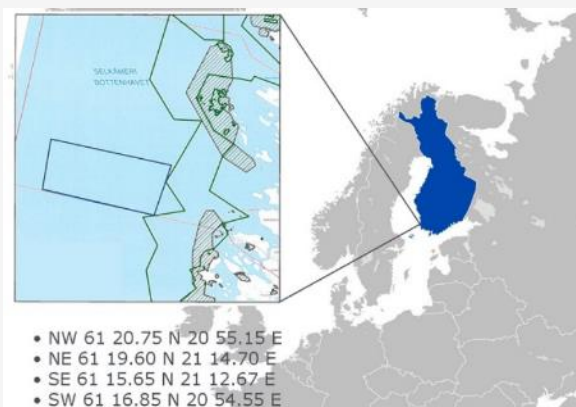 SELKÄMERI
BOTTENHAVET
• NW 61 20.75 N 20 55.15 E
• NE 61 19.60 N 21 14.70 E
• SE 61 15.65 N 21 12.67 E
• SW 61 16.85 N 20 54.55 E